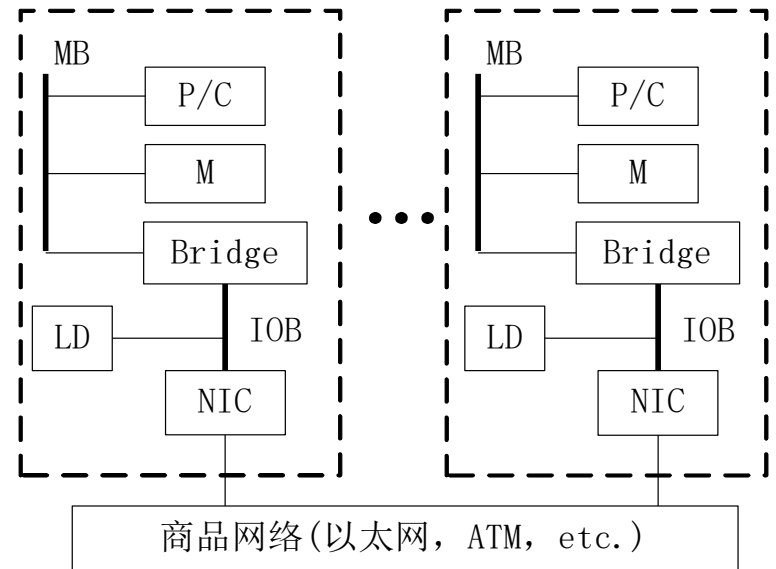 MB
P/C
M
Bridge
LD
IOB
NIC
MB
P/C
M
Bridge
LD
IOB
NIC
商品网络(以太网，ATM，etc.)